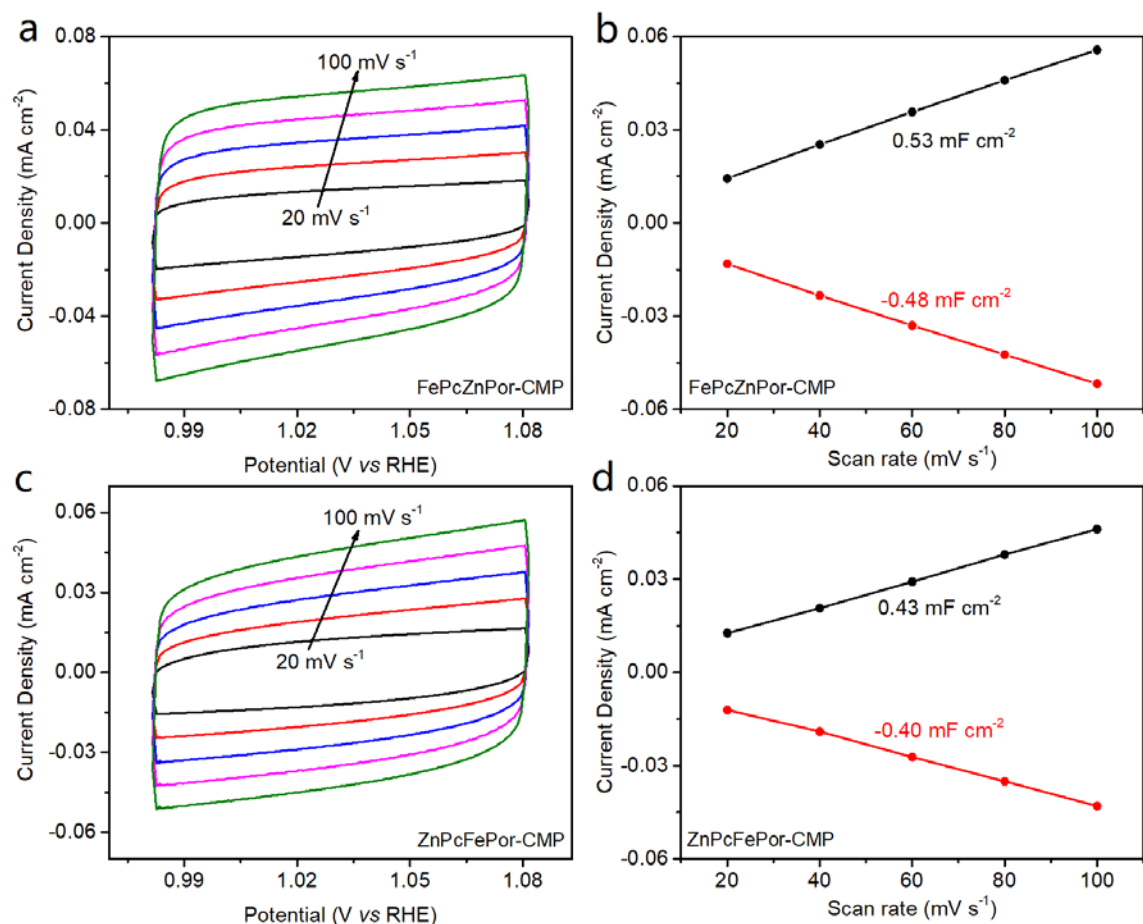 a
0.08
0.04
0.00
-0.04
-0.08
Current Density (mA cm⁻²)
100 mV s⁻¹
20 mV s⁻¹
FePcZnPor-CMP
0.99
1.02
1.05
1.08
Potential (V vs RHE)
b
0.06
0.03
0.00
-0.03
-0.06
Current Density (mA cm⁻²)
0.53 mF cm⁻²
-0.48 mF cm⁻²
FePcZnPor-CMP
20
40
60
80
100
Scan rate (mV s⁻¹)
c
0.06
0.03
0.00
-0.03
-0.06
Current Density (mA cm⁻²)
100 mV s⁻¹
20 mV s⁻¹
ZnPcFePor-CMP
0.99
1.02
1.05
1.08
Potential (V vs RHE)
d
0.06
0.03
0.00
-0.03
-0.06
Current Density (mA cm⁻²)
0.43 mF cm⁻²
-0.40 mF cm⁻²
ZnPcFePor-CMP
20
40
60
80
100
Scan rate (mV s⁻¹)